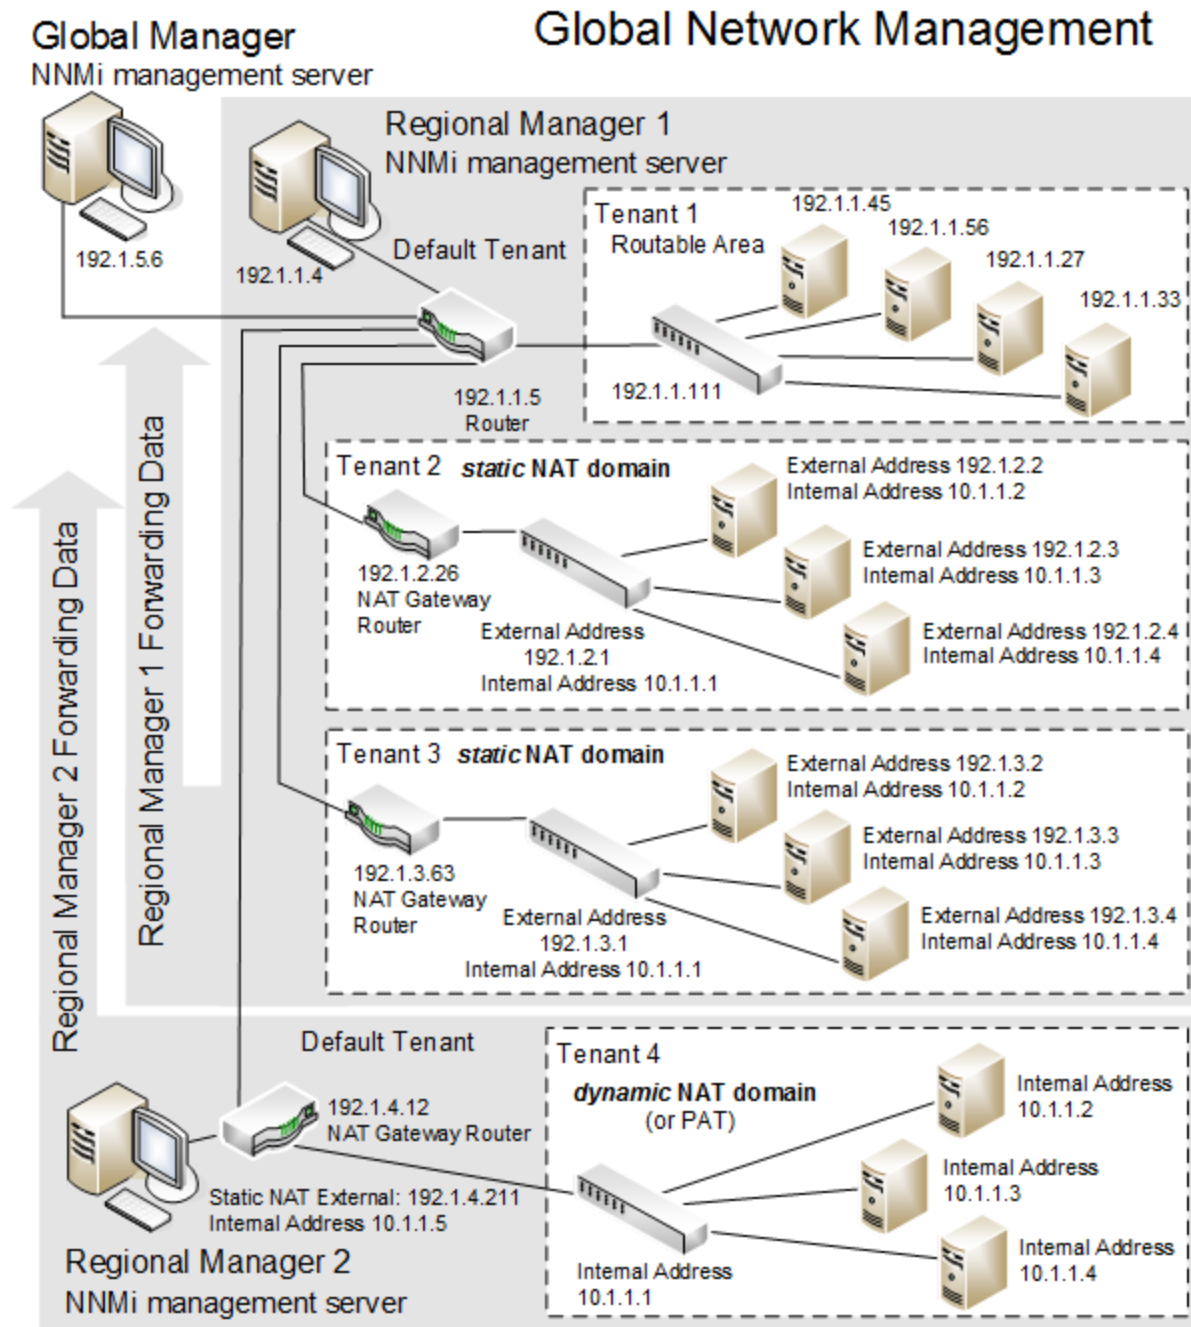 Global Network Management
Global Manager
NNMi management server
192.1.5.6
Regional Manager 1
NNMi management server
192.1.1.4
Default Tenant
192.1.1.5
Router
Tenant 1
Routable Area
192.1.1.45
192.1.1.56
192.1.1.27
192.1.1.33
192.1.1.111
Tenant 2 static NAT domain
192.1.2.26
NAT Gateway
Router
External Address
192.1.2.1
Internal Address 10.1.1.1
External Address 192.1.2.2
Internal Address 10.1.1.2
External Address 192.1.2.3
Internal Address 10.1.1.3
External Address 192.1.2.4
Internal Address 10.1.1.4
Tenant 3 static NAT domain
192.1.3.63
NAT Gateway
Router
External Address
192.1.3.1
Internal Address 10.1.1.1
External Address 192.1.3.2
Internal Address 10.1.1.2
External Address 192.1.3.3
Internal Address 10.1.1.3
External Address 192.1.3.4
Internal Address 10.1.1.4
Regional Manager 1 Forwarding Data
Regional Manager 2 Forwarding Data
Default Tenant
192.1.4.12
NAT Gateway Router
Static NAT External: 192.1.4.211
Internal Address 10.1.1.5
Regional Manager 2
NNMi management server
Tenant 4
dynamic NAT domain
(or PAT)
Internal Address
10.1.1.1
Internal Address
10.1.1.2
Internal Address
10.1.1.3
Internal Address
10.1.1.4